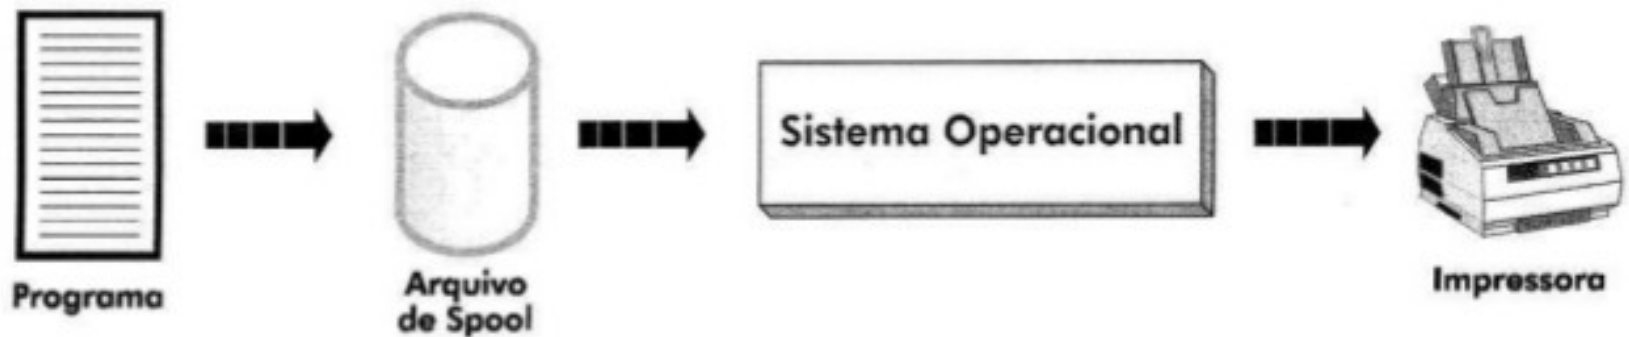 Programa
Arquivo
de Spool
Sistema Operacional
Impressora